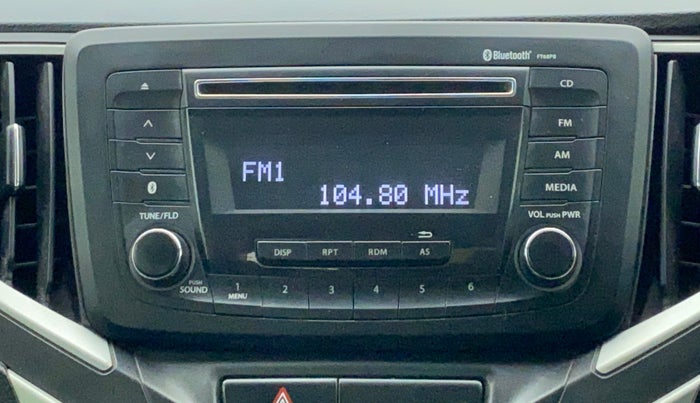 Bluetooth® FT68PB
CD
FM
AM
MEDIA
FM1
104.80 MHz
TUNE/FLD
VOL PUSH PWR
DISP RPT RDM AS
PUSH
SOUND
1 2 3 4 5 6
MENU